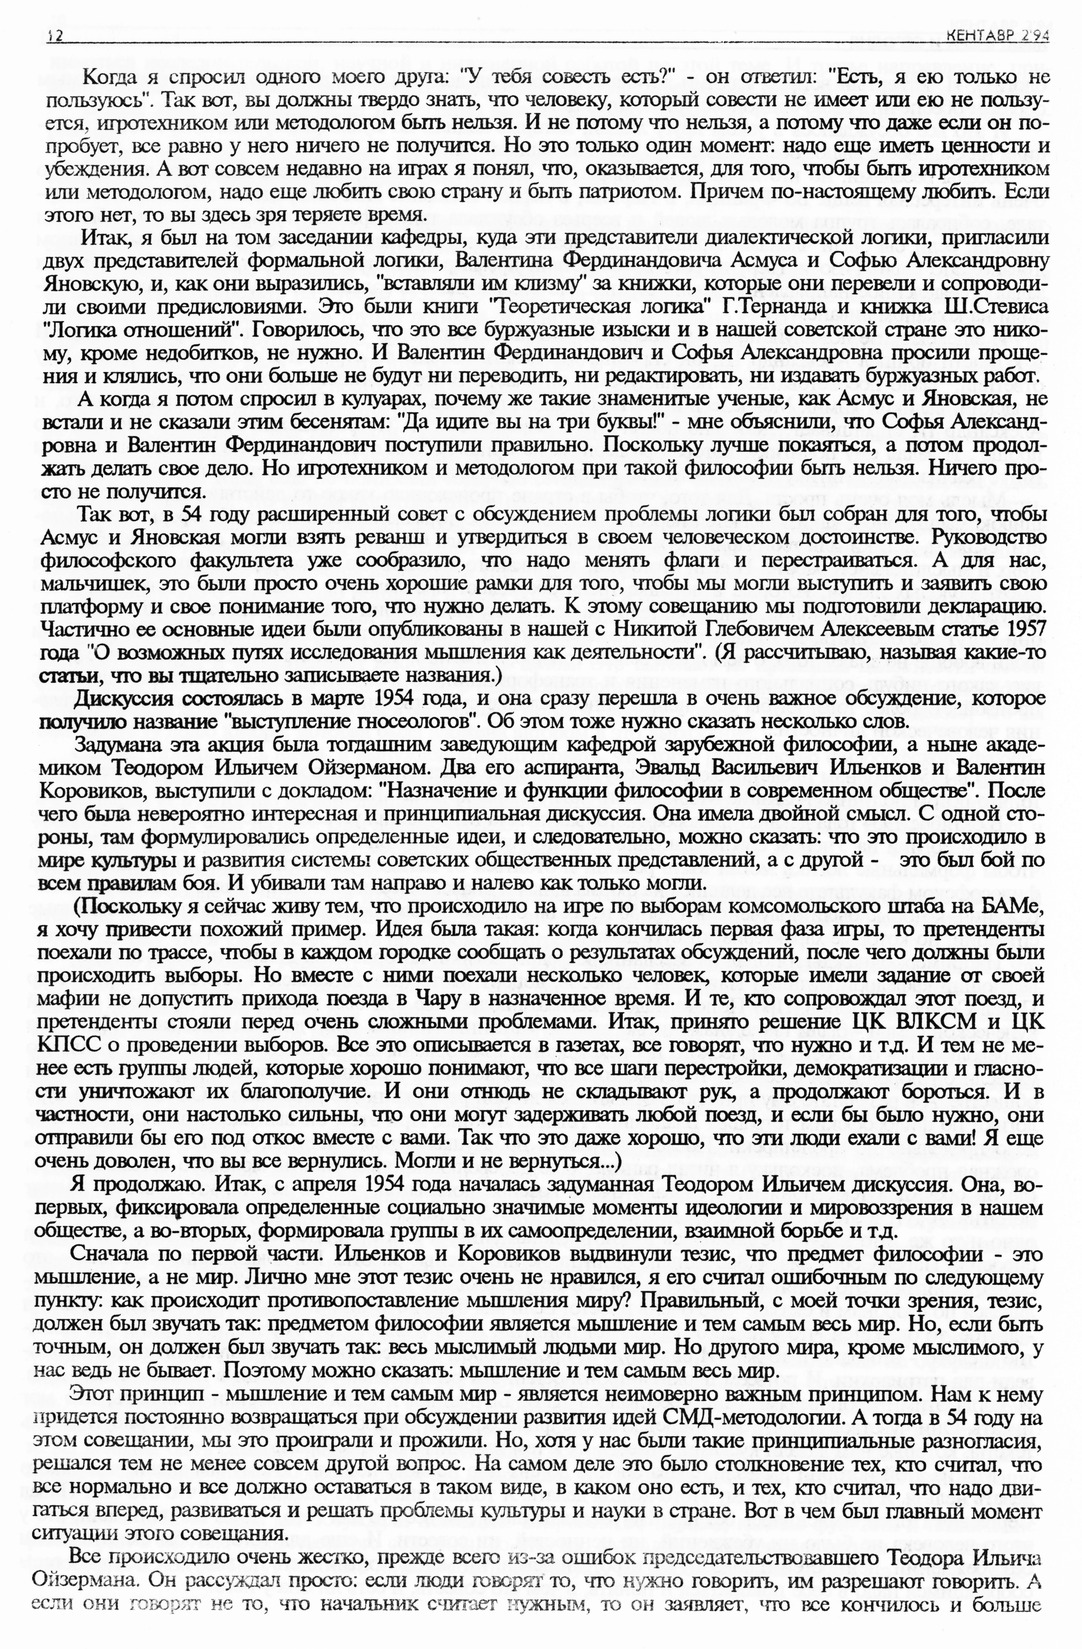 12 КЕНТАВР 2'94
Когда я спросил одного моего друга: "У тебя совесть есть?" - он ответил: "Есть, я ею только не
пользуюсь". Так вот, вы должны твердо знать, что человеку, который совести не имеет или ею не пользу-
ется, игротехником или методологом быть нельзя. И не потому что нельзя, а потому что даже если он по-
пробует, все равно у него ничего не получится. Но это только один момент: надо еще иметь ценности и
убеждения. А вот совсем недавно на играх я понял, что, оказывается, для того, чтобы быть игротехником
или методологом, надо еще любить свою страну и быть патриотом. Причем по-настоящему любить. Если
этого нет, то вы здесь зря теряете время.
Итак, я был на том заседании кафедры, куда эти представители диалектической логики, пригласили
двух представителей формальной логики, Валентина Фердинандовича Асмуса и Софью Александровну
Яновскую, и, как они выразились, "вставляли им клизму" за книжки, которые они перевели и сопроводи-
ли своими предисловиями. Это были книги "Теоретическая логика" Г.Тернанда и книжка Ш.Стевиса
"Логика отношений". Говорилось, что это все буржуазные изыски и в нашей советской стране это нико-
му, кроме недобитков, не нужно. И Валентин Фердинандович и Софья Александровна просили проще-
ния и клялись, что они больше не будут ни переводить, ни редактировать, ни издавать буржуазных работ.
А когда я потом спросил в кулуарах, почему же такие знаменитые ученые, как Асмус и Яновская, не
встали и не сказали этим бесенятам: "Да идите вы на три буквы!" - мне объяснили, что Софья Александ-
ровна и Валентин Фердинандович поступили правильно. Поскольку лучше покаяться, а потом продол-
жать делать свое дело. Но игротехником и методологом при такой философии быть нельзя. Ничего про-
сто не получится.
Так вот, в 54 году расширенный совет с обсуждением проблемы логики был собран для того, чтобы
Асмус и Яновская могли взять реванш и утвердиться в своем человеческом достоинстве. Руководство
философского факультета уже сообразило, что надо менять флаги и перестраиваться. А для нас,
мальчишек, это были просто очень хорошие рамки для того, чтобы мы могли выступить и заявить свою
платформу и свое понимание того, что нужно делать. К этому совещанию мы подготовили декларацию.
Частично ее основные идеи были опубликованы в нашей с Никитой Глебовичем Алексеевым статье 1957
года "О возможных путях исследования мышления как деятельности". (Я рассчитываю, называя какие-то
статьи, что вы тщательно записываете названия.)
Дискуссия состоялась в марте 1954 года, и она сразу перешла в очень важное обсуждение, которое
получило название "выступление гносеологов". Об этом тоже нужно сказать несколько слов.
Задумана эта акция была тогдашним заведующим кафедрой зарубежной философии, а ныне акаде-
миком Теодором Ильичем Ойзерманом. Два его аспиранта, Эвальд Васильевич Ильенков и Валентин
Коровиков, выступили с докладом: "Назначение и функции философии в современном обществе". После
чего была невероятно интересная и принципиальная дискуссия. Она имела двойной смысл. С одной сто-
роны, там формулировались определенные идеи, и следовательно, можно сказать: что это происходило в
мире культуры и развития системы советских общественных представлений, а с другой - это был бой по
всем правилам боя. И убивали там направо и налево как только могли.
(Поскольку я сейчас живу тем, что происходило на игре по выборам комсомольского штаба на БАМе,
я хочу привести похожий пример. Идея была такая: когда кончилась первая фаза игры, то претенденты
поехали по трассе, чтобы в каждом городке сообщать о результатах обсуждений, после чего должны были
происходить выборы. Но вместе с ними поехали несколько человек, которые имели задание от своей
мафии не допустить прихода поезда в Чару в назначенное время. И те, кто сопровождал этот поезд, и
претенденты стояли перед очень сложными проблемами. Итак, принято решение ЦК ВЛКСМ и ЦК
КПСС о проведении выборов. Все это описывается в газетах, все говорят, что нужно и т.д. И тем не ме-
нее есть группы людей, которые хорошо понимают, что все шаги перестройки, демократизации и гласно-
сти уничтожают их благополучие. И они отнюдь не складывают рук, а продолжают бороться. И в
частности, они настолько сильны, что они могут задерживать любой поезд, и если бы было нужно, они
отправили бы его под откос вместе с вами. Так что это даже хорошо, что эти люди ехали с вами! Я еще
очень доволен, что вы все вернулись. Могли и не вернуться...)
Я продолжаю. Итак, с апреля 1954 года началась задуманная Теодором Ильичем дискуссия. Она, во-
первых, фиксировала определенные социально значимые моменты идеологии и мировоззрения в нашем
обществе, а во-вторых, формировала группы в их самоопределении, взаимной борьбе и т.д.
Сначала по первой части. Ильенков и Коровиков выдвинули тезис, что предмет философии - это
мышление, а не мир. Лично мне этот тезис очень не нравился, я его считал ошибочным по следующему
пункту: как происходит противопоставление мышления миру? Правильный, с моей точки зрения, тезис,
должен был звучать так: предметом философии является мышление и тем самым весь мир. Но, если быть
точным, он должен был звучать так: весь мыслимый людьми мир. Но другого мира, кроме мыслимого, у
нас ведь не бывает. Поэтому можно сказать: мышление и тем самым весь мир.
Этот принцип - мышление и тем самым мир - является неимоверно важным принципом. Нам к нему
придется постоянно возвращаться при обсуждении развития идей СМД-методологии. А тогда в 54 году на
этом совещании, мы это проиграли и прожили. Но, хотя у нас были такие принципиальные разногласия,
решался тем не менее совсем другой вопрос. На самом деле это было столкновение тех, кто считал, что
все нормально и все должно оставаться в таком виде, в каком оно есть, и тех, кто считал, что надо дви-
гаться вперед, развиваться и решать проблемы культуры и науки в стране. Вот в чем был главный момент
ситуации этого совещания.
Все происходило очень жестко, прежде всего из-за ошибок председательствовавшего Теодора Ильича
Ойзермана. Он рассуждал просто: если люди говорят то, что нужно говорить, им разрешают говорить. А
если они говорят не то, что начальник считает нужным, то он заявляет, что все кончилось и больше